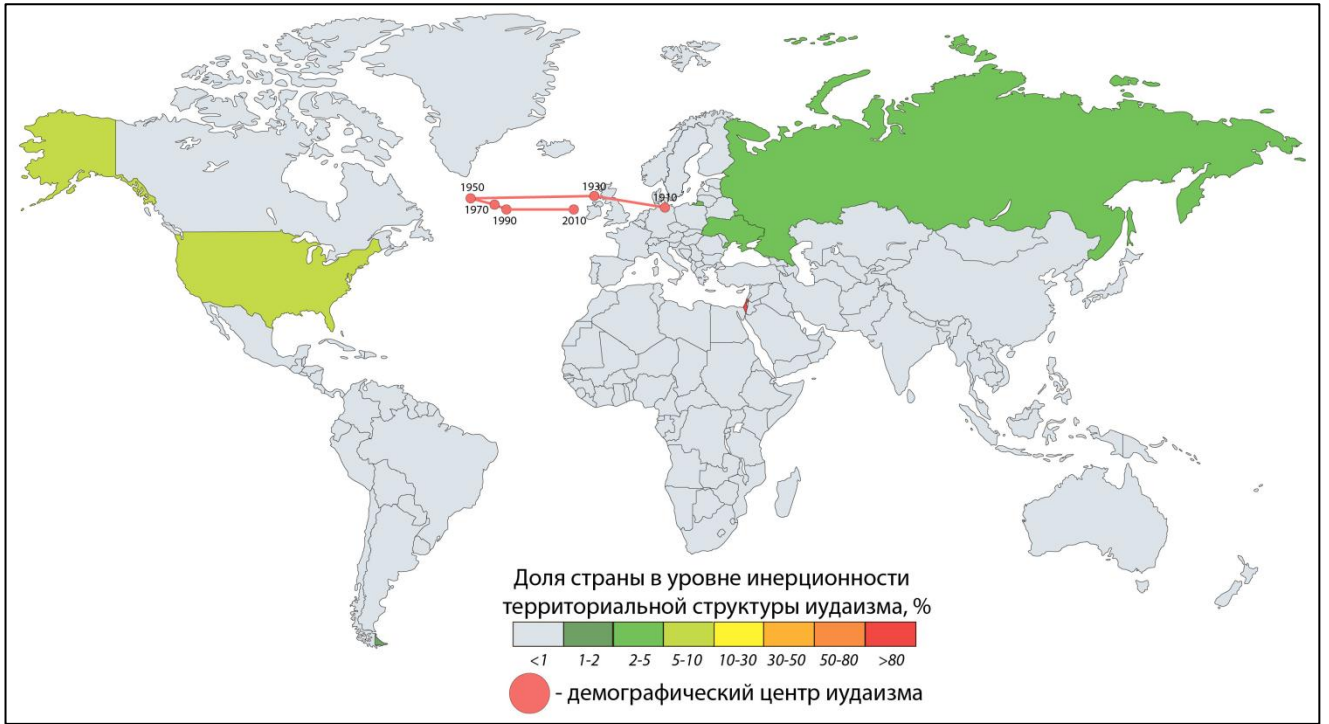 1950
1930
1910
1970
1990
2010
Доля страны в уровне инерционности
территориальной структуры иудаизма, %
<1 1-2 2-5 5-10 10-30 30-50 50-80 >80
- демографический центр иудаизма